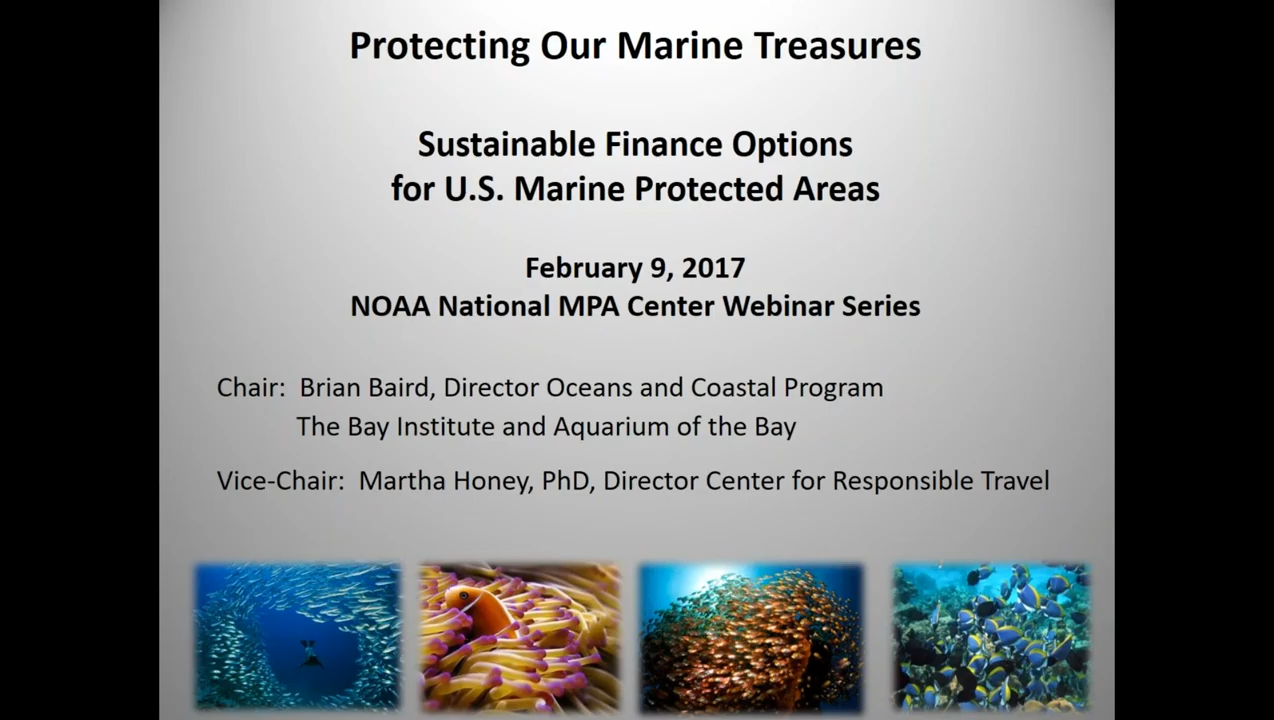 Protecting Our Marine Treasures
Sustainable Finance Options
for U.S. Marine Protected Areas
February 9, 2017
NOAA National MPA Center Webinar Series
Chair: Brian Baird, Director Oceans and Coastal Program
The Bay Institute and Aquarium of the Bay
Vice-Chair: Martha Honey, PhD, Director Center for Responsible Travel